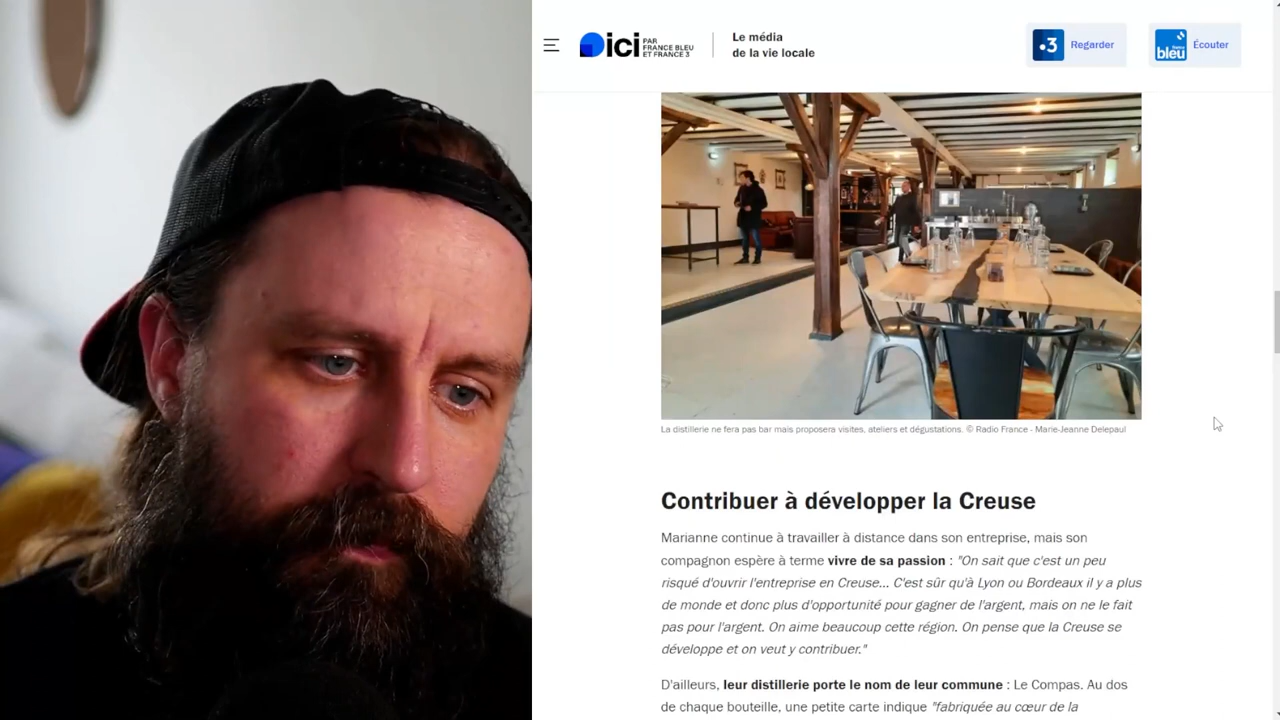 ici PAR
FRANCE BLEU
ET FRANCE 3
Le média
de la vie locale
3 Regarder
france
bleu Écouter
La distillerie ne fera pas bar mais proposera visites, ateliers et dégustations. © Radio France - Marie-Jeanne Delepaul
Contribuer à développer la Creuse
Marianne continue à travailler à distance dans son entreprise, mais son
compagnon espère à terme vivre de sa passion : "On sait que c'est un peu
risqué d'ouvrir l'entreprise en Creuse... C'est sûr qu'à Lyon ou Bordeaux il y a plus
de monde et donc plus d'opportunité pour gagner de l'argent, mais on ne le fait
pas pour l'argent. On aime beaucoup cette région. On pense que la Creuse se
développe et on veut y contribuer."
D'ailleurs, leur distillerie porte le nom de leur commune : Le Compas. Au dos
de chaque bouteille, une petite carte indique "fabriquée au cœur de la